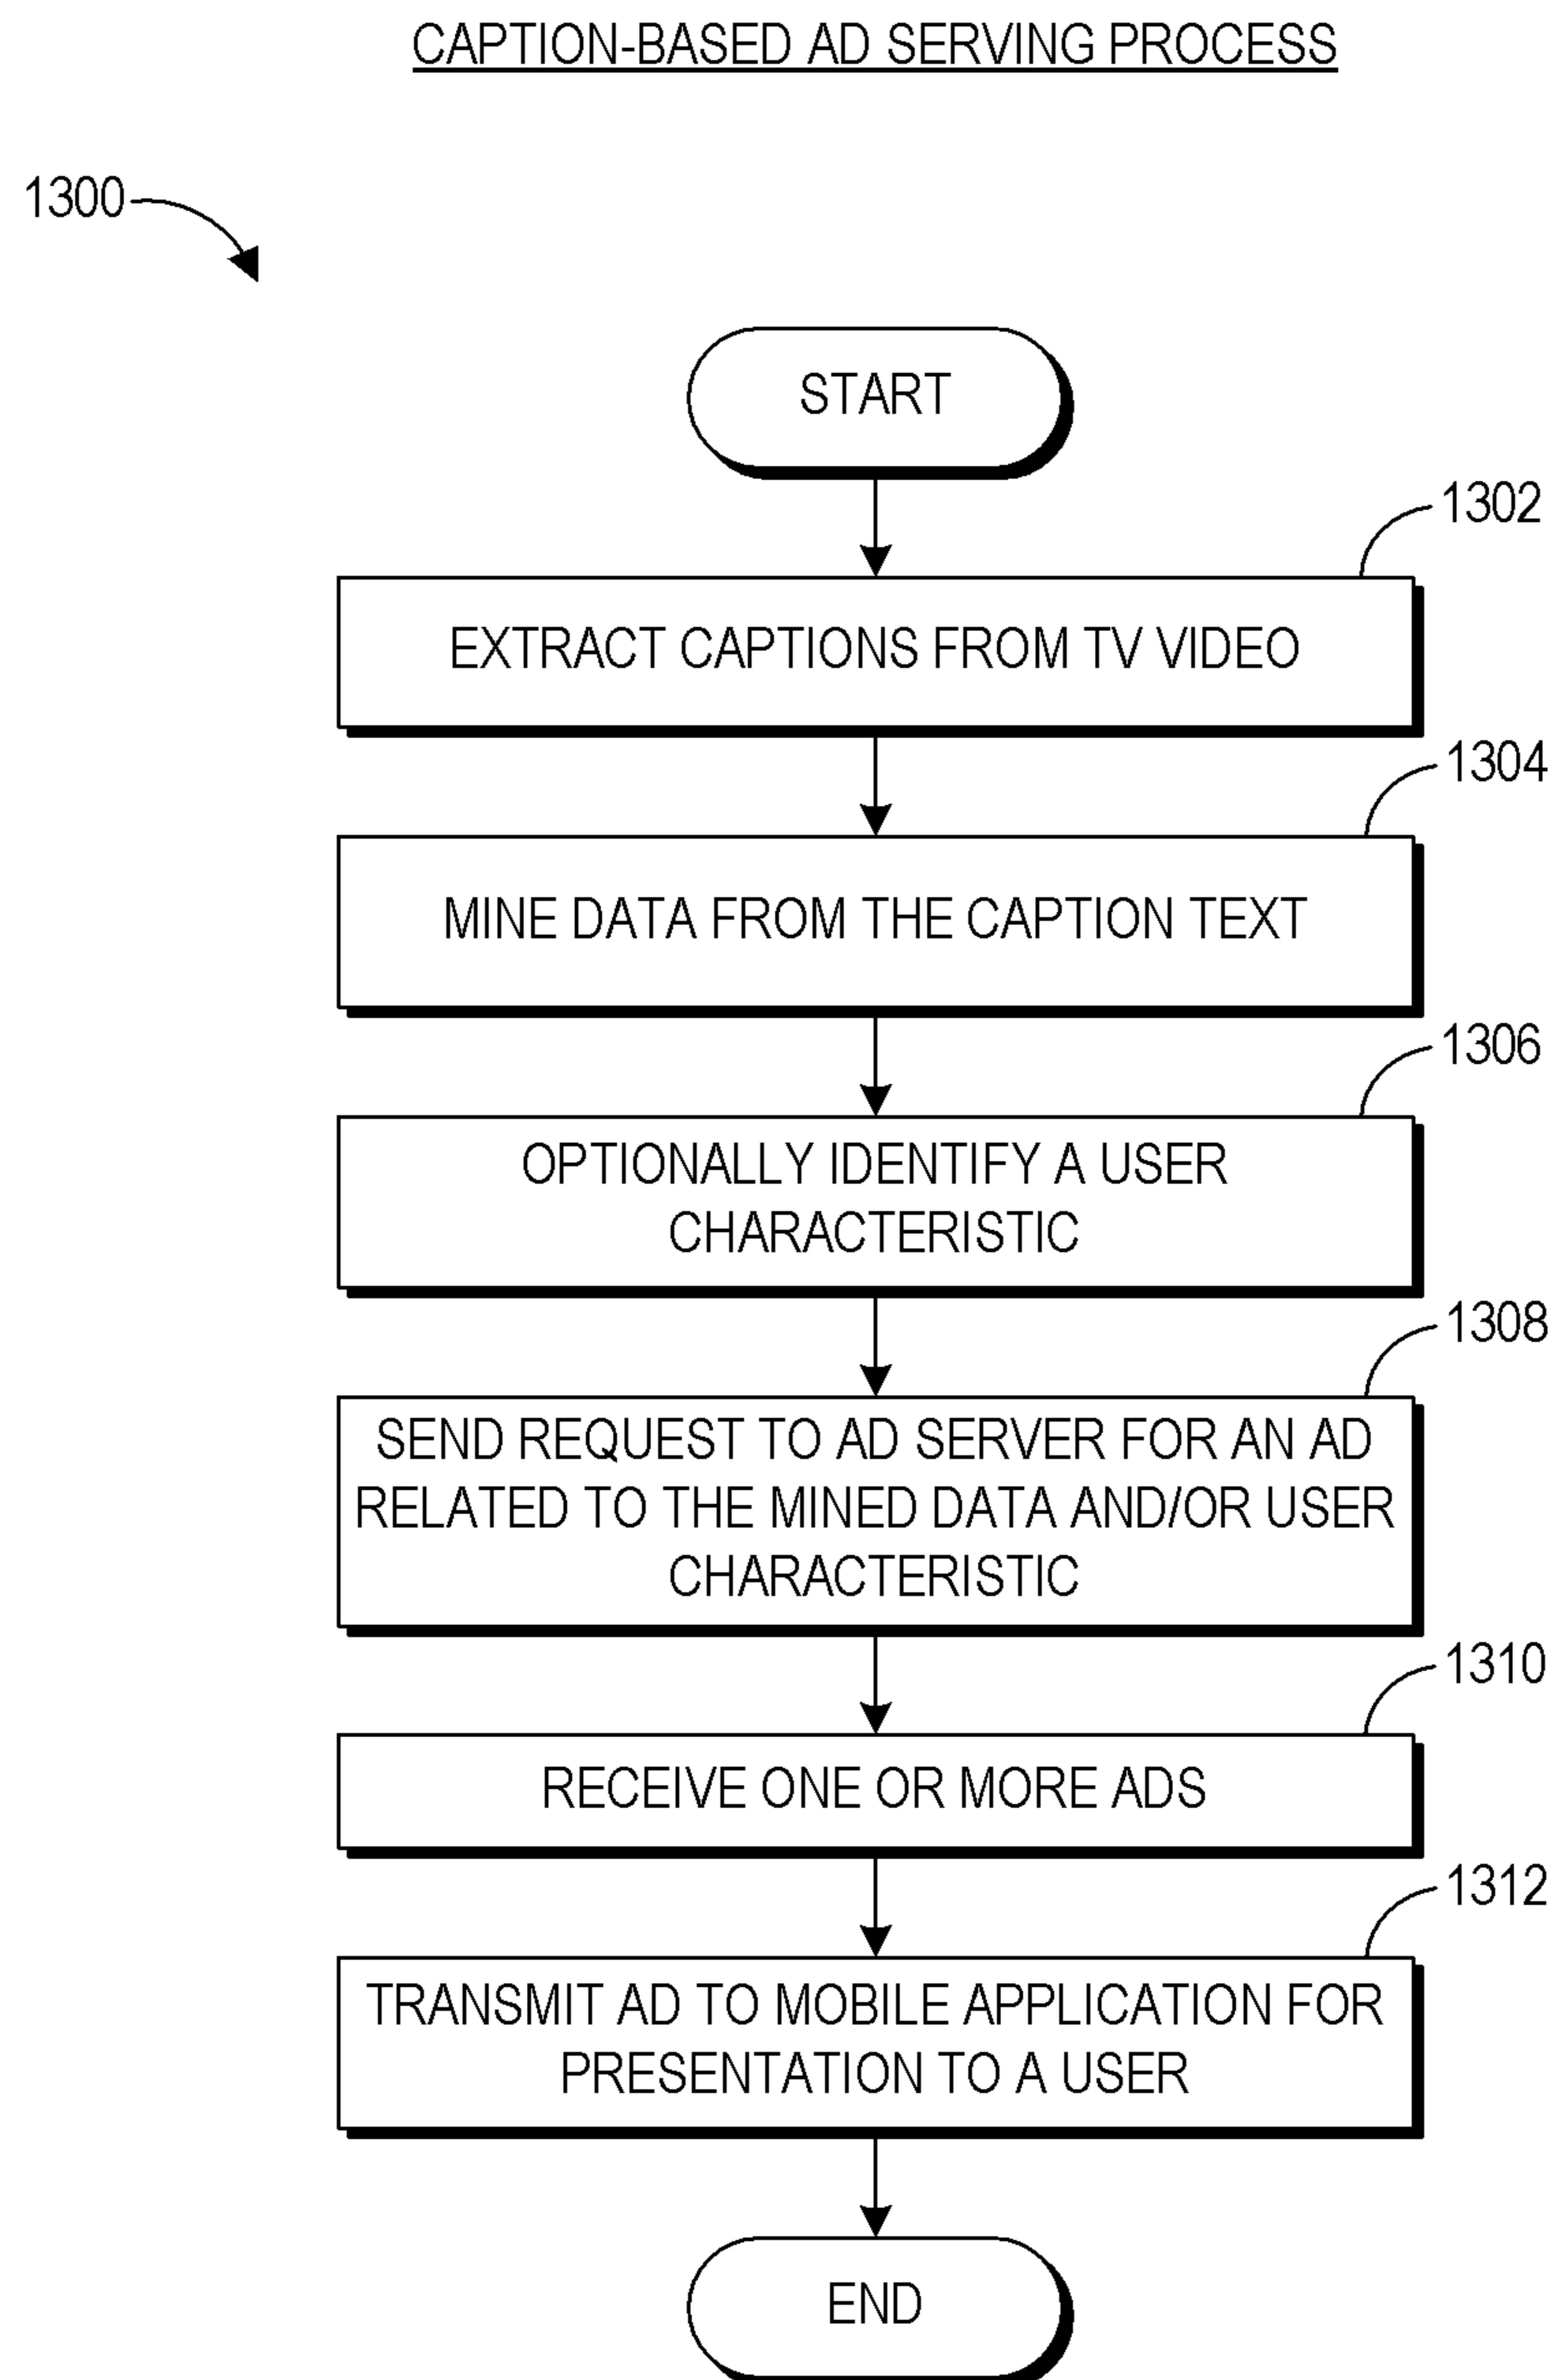 CAPTION-BASED AD SERVING PROCESS
1300
START
1302
EXTRACT CAPTIONS FROM TV VIDEO
1304
MINE DATA FROM THE CAPTION TEXT
1306
OPTIONALLY IDENTIFY A USER
CHARACTERISTIC
1308
SEND REQUEST TO AD SERVER FOR AN AD
RELATED TO THE MINED DATA AND/OR USER
CHARACTERISTIC
1310
RECEIVE ONE OR MORE ADS
1312
TRANSMIT AD TO MOBILE APPLICATION FOR
PRESENTATION TO A USER
END